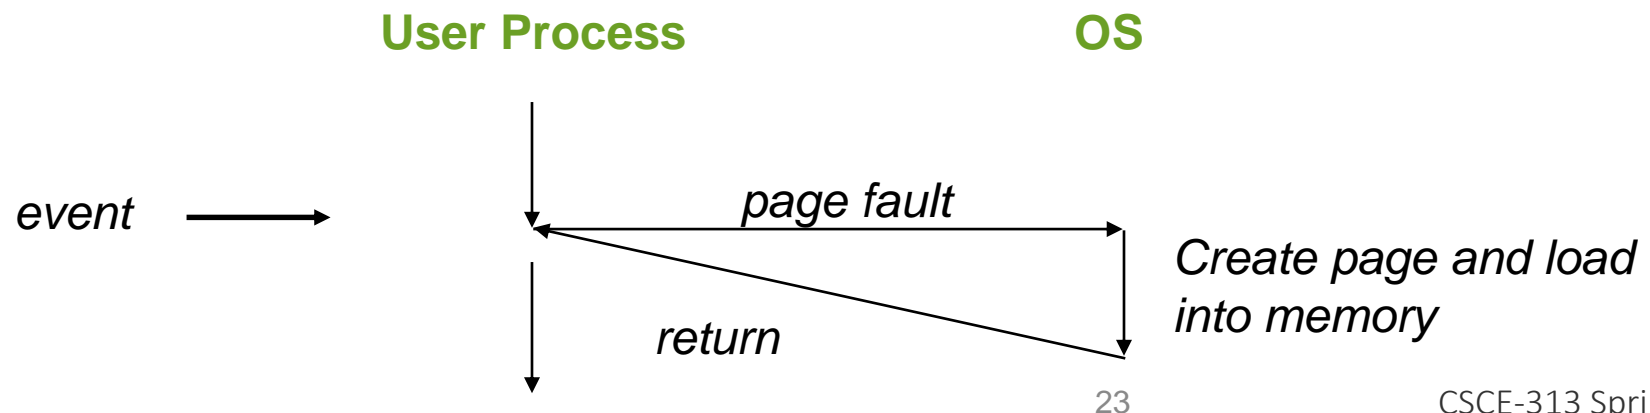 User Process
OS
event
page fault
Create page and load
into memory
return
23
CSCE-313 Spri